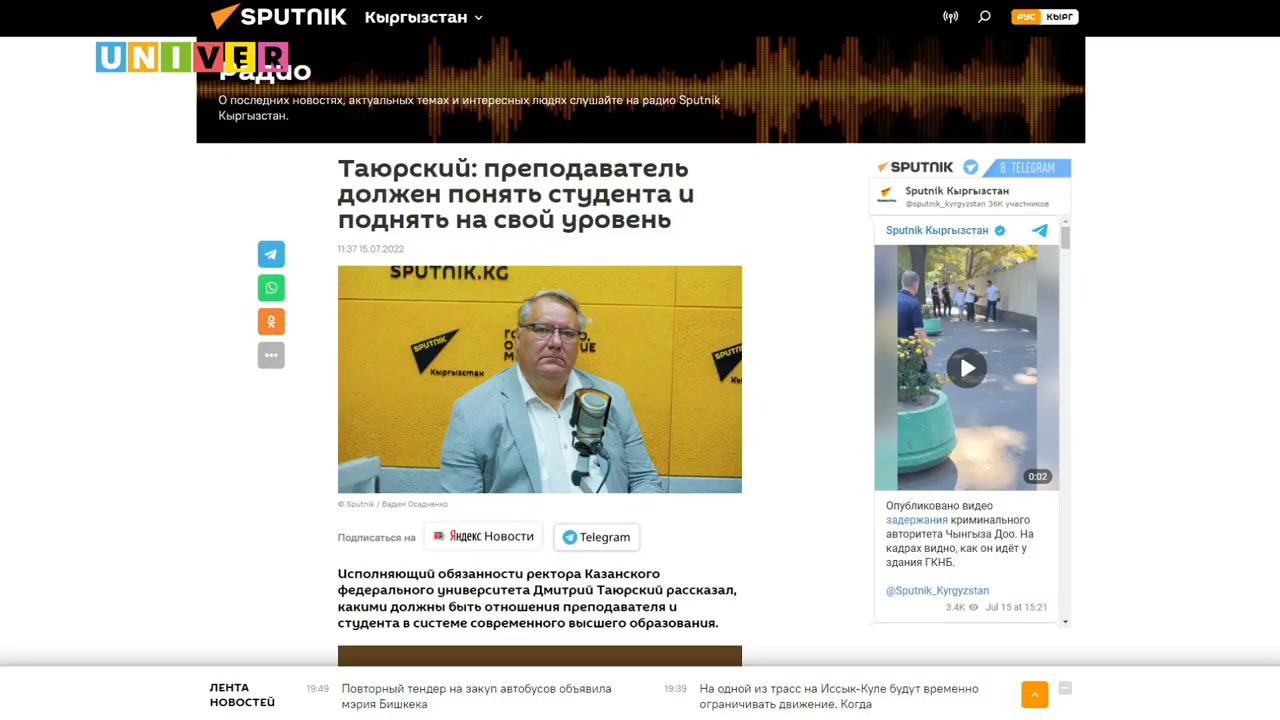 SPUTNIK Кыргызстан
РУС КЫРГ
UNIVER
Радио
О последних новостях, актуальных темах и интересных людях слушайте на радио Sputnik
Кыргызстан.
Таюрский: преподаватель
должен понять студента и
поднять на свой уровень
11:37 15.07.2022
SPUTNIK.KG
SPUTNIK
Кыргызстан
SPUTNIK
© Sputnik / Вадим Осадченко
Подписаться на
Яндекс Новости
Telegram
Исполняющий обязанности ректора Казанского
федерального университета Дмитрий Таюрский рассказал,
какими должны быть отношения преподавателя и
студента в системе современного высшего образования.
SPUTNIK В TELEGRAM
Sputnik Кыргызстан
@sputnik_kyrgyzstan 36K участников
Sputnik Кыргызстан
0:02
Опубликовано видео
задержания криминального
авторитета Чынгыза Доо. На
кадрах видно, как он идёт у
здания ГКНБ.
@Sputnik_Kyrgyzstan
3.4K Jul 15 at 15:21
ЛЕНТА
НОВОСТЕЙ
19:49 Повторный тендер на закуп автобусов объявила
мэрия Бишкека
19:39 На одной из трасс на Иссык-Куле будут временно
ограничивать движение. Когда